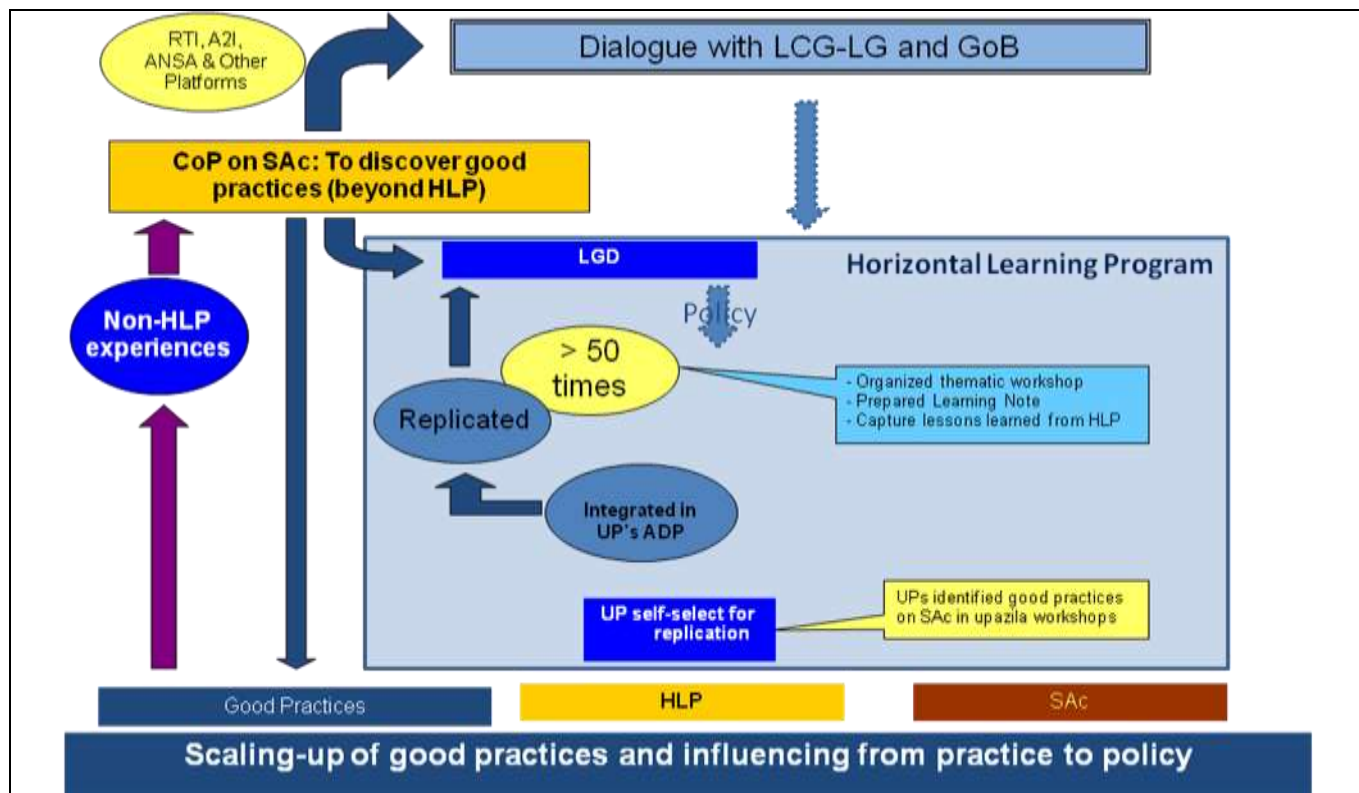 RTI, A2I,
ANSA & Other
Platforms
Dialogue with LCG-LG and GoB
CoP on SAc: To discover good
practices (beyond HLP)
LGD
Horizontal Learning Program
Policy
Non-HLP
experiences
> 50
times
- Organized thematic workshop
- Prepared Learning Note
- Capture lessons learned from HLP
Replicated
Integrated in
UP's ADP
UP self-select for
replication
UPs identified good practices
on SAc in upazila workshops
Good Practices
HLP
SAc
Scaling-up of good practices and influencing from practice to policy